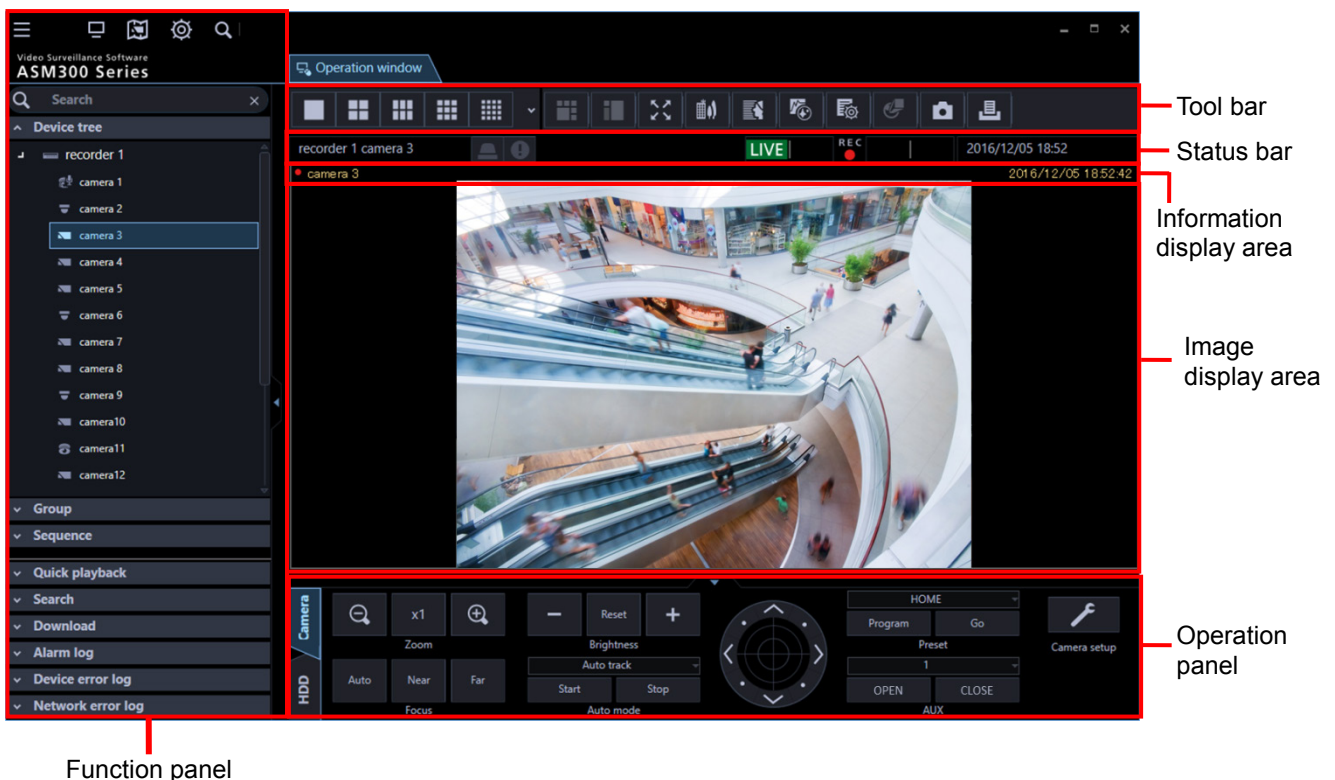 Video Surveillance Software
ASM300 Series
Operation window
Search
Device tree
recorder 1
camera 1
camera 2
camera 3
camera 4
camera 5
camera 6
camera 7
camera 8
camera 9
camera10
camera11
camera12
Group
Sequence
Quick playback
Search
Download
Alarm log
Device error log
Network error log
recorder 1 camera 3
LIVE
REC
2016/12/05 18:52
camera 3
2016/12/05 18:52:42
Camera
HDD
x1
Zoom
Auto
Near
Far
Focus
Reset
Brightness
Auto track
Start
Stop
Auto mode
HOME
Program
Go
Preset
1
OPEN
CLOSE
AUX
Camera setup
Tool bar
Status bar
Information
display area
Image
display area
Operation
panel
Function panel